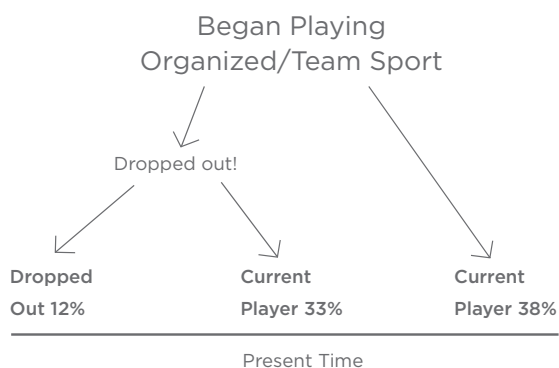 Began Playing
Organized/Team Sport
Dropped out!
Dropped
Out 12%
Current
Player 33%
Current
Player 38%
Present Time